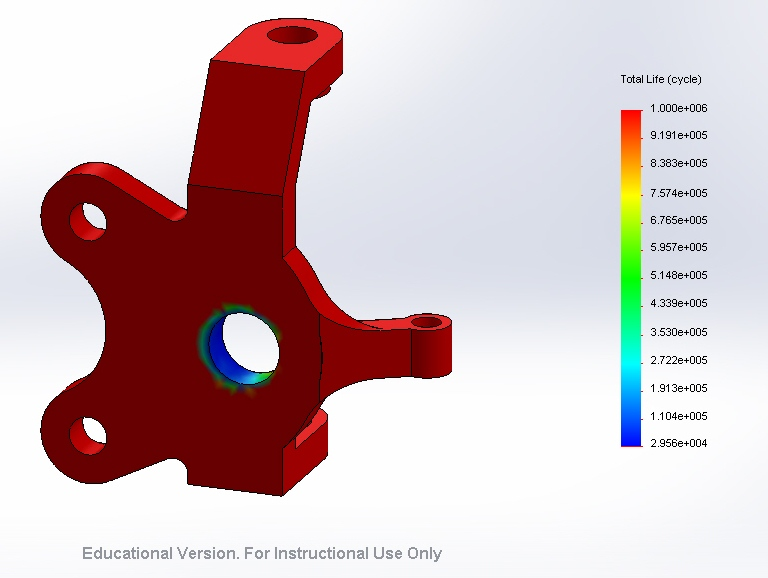 Total Life (cycle)
1.000e+006
9.191e+005
8.383e+005
7.574e+005
6.765e+005
5.957e+005
5.148e+005
4.339e+005
3.530e+005
2.722e+005
1.913e+005
1.104e+005
2.956e+004
Educational Version. For Instructional Use Only